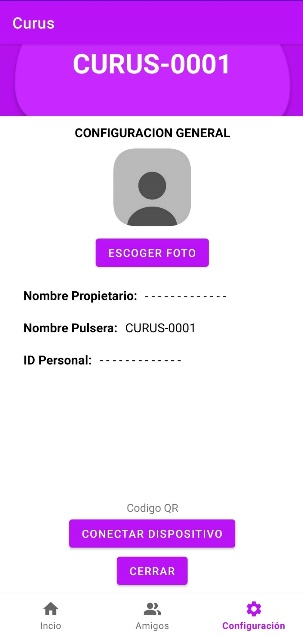 Curus
CURUS-0001
CONFIGURACION GENERAL
ESCOGER FOTO
Nombre Propietario: - - - - - - - - - - - - -
Nombre Pulsera: CURUS-0001
ID Personal: - - - - - - - - - - - - -
Codigo QR
CONECTAR DISPOSITIVO
CERRAR
Incio Amigos Configuración